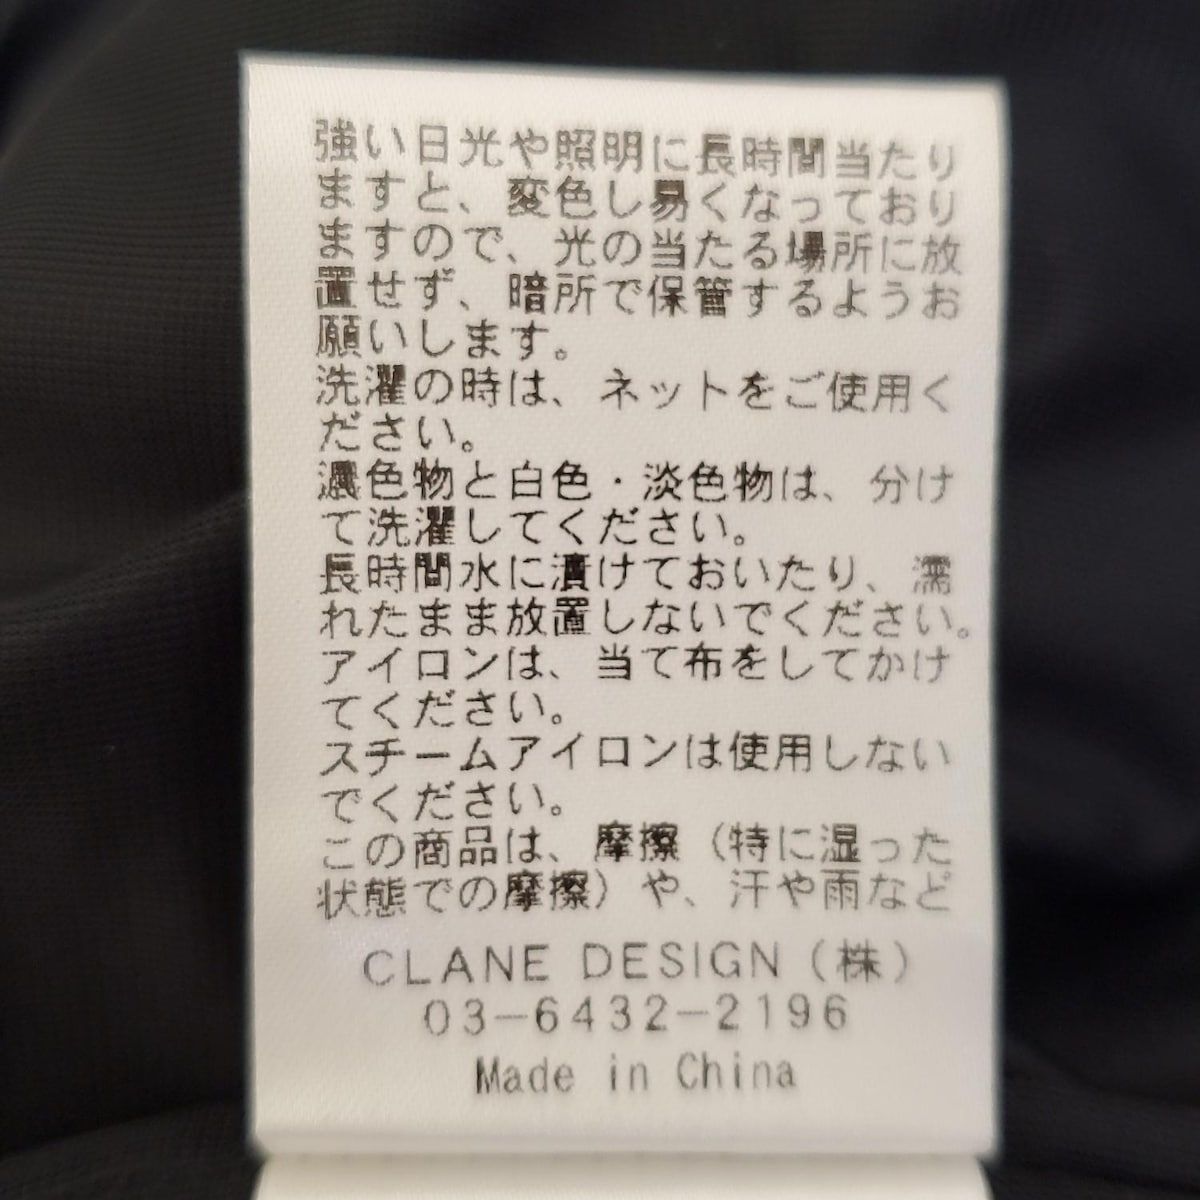 強い日光や照明に長時間当たり
ますと、変色し易くなっており
ますので、光の当たる場所に放
置せず、暗所で保管するようお
願いします。
洗濯の時は、ネットをご使用く
ださい。
濃色物と白色・淡色物は、分け
て洗濯してください。
長時間水に漬けておいたり、濡
れたまま放置しないでください。
アイロンは、当て布をしてかけ
てください。
スチームアイロンは使用しない
でください。
この商品は、摩擦（特に湿った
状態での摩擦）や、汗や雨など
CLANE DESIGN（株）
03-6432-2196
Made in China